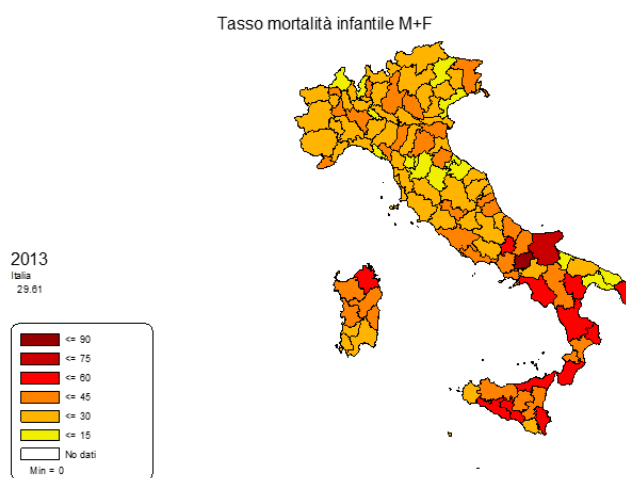 Tasso mortalità infantile M+F
2013
Italia
29.61
<= 90
<= 75
<= 60
<= 45
<= 30
<= 15
No dati
Min = 0